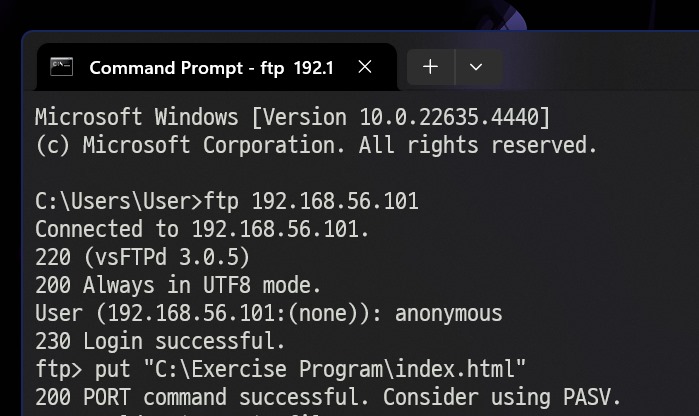 Command Prompt - ftp 192.1
Microsoft Windows [Version 10.0.22635.4440]
(c) Microsoft Corporation. All rights reserved.
C:\Users\User>ftp 192.168.56.101
Connected to 192.168.56.101.
220 (vsFTPd 3.0.5)
200 Always in UTF8 mode.
User (192.168.56.101:(none)): anonymous
230 Login successful.
ftp> put "C:\Exercise Program\index.html"
200 PORT command successful. Consider using PASV.